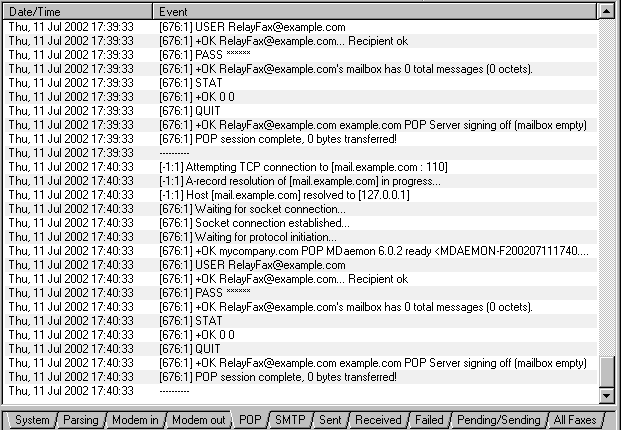 Date/Time Event
Thu, 11 Jul 2002 17:39:33 [676:1] USER RelayFax@example.com
Thu, 11 Jul 2002 17:39:33 [676:1] +OK RelayFax@example.com... Recipient ok
Thu, 11 Jul 2002 17:39:33 [676:1] PASS ******
Thu, 11 Jul 2002 17:39:33 [676:1] +OK RelayFax@example.com's mailbox has 0 total messages (0 octets).
Thu, 11 Jul 2002 17:39:33 [676:1] STAT
Thu, 11 Jul 2002 17:39:33 [676:1] +OK 0 0
Thu, 11 Jul 2002 17:39:33 [676:1] QUIT
Thu, 11 Jul 2002 17:39:33 [676:1] +OK RelayFax@example.com example.com POP Server signing off (mailbox empty)
Thu, 11 Jul 2002 17:39:33 [676:1] POP session complete, 0 bytes transferred!
Thu, 11 Jul 2002 17:39:33 ----------
Thu, 11 Jul 2002 17:40:33 [-1:1] Attempting TCP connection to [mail.example.com : 110]
Thu, 11 Jul 2002 17:40:33 [-1:1] A-record resolution of [mail.example.com] in progress...
Thu, 11 Jul 2002 17:40:33 [-1:1] Host [mail.example.com] resolved to [127.0.0.1]
Thu, 11 Jul 2002 17:40:33 [676:1] Waiting for socket connection...
Thu, 11 Jul 2002 17:40:33 [676:1] Socket connection established...
Thu, 11 Jul 2002 17:40:33 [676:1] Waiting for protocol initiation...
Thu, 11 Jul 2002 17:40:33 [676:1] +OK mycompany.com POP MDaemon 6.0.2 ready <MDAEMON-F200207111740....
Thu, 11 Jul 2002 17:40:33 [676:1] USER RelayFax@example.com
Thu, 11 Jul 2002 17:40:33 [676:1] +OK RelayFax@example.com... Recipient ok
Thu, 11 Jul 2002 17:40:33 [676:1] PASS ******
Thu, 11 Jul 2002 17:40:33 [676:1] +OK RelayFax@example.com's mailbox has 0 total messages (0 octets).
Thu, 11 Jul 2002 17:40:33 [676:1] STAT
Thu, 11 Jul 2002 17:40:33 [676:1] +OK 0 0
Thu, 11 Jul 2002 17:40:33 [676:1] QUIT
Thu, 11 Jul 2002 17:40:33 [676:1] +OK RelayFax@example.com example.com POP Server signing off (mailbox empty)
Thu, 11 Jul 2002 17:40:33 [676:1] POP session complete, 0 bytes transferred!
Thu, 11 Jul 2002 17:40:33 ----------
System Parsing Modem in Modem out POP SMTP Sent Received Failed Pending/Sending All Faxes